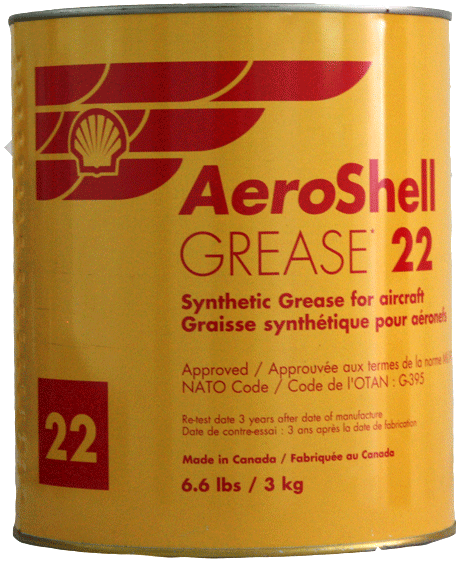 AeroShell
GREASE* 22
Synthetic Grease for aircraft
Graisse synthétique pour aéronefs
Approved / Approuvée aux termes de la norme
NATO Code / Code de l'OTAN : G-395
22
Re-test date 3 years after date of manufacture
Date de contre-essai : 3 ans après la date de fabrication
Made in Canada / Fabriquée au Canada
6.6 lbs / 3 kg